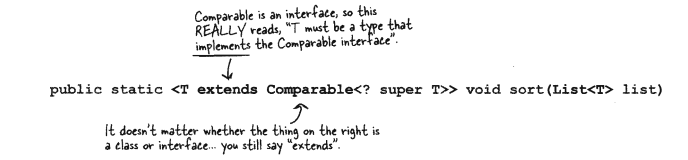 Comparable is an interface, so this
REALLY reads, "T must be a type that
implements the Comparable interface".
public static <T extends Comparable<? super T>> void sort(List<T> list)
It doesn't matter whether the thing on the right is
a class or interface... you still say "extends".